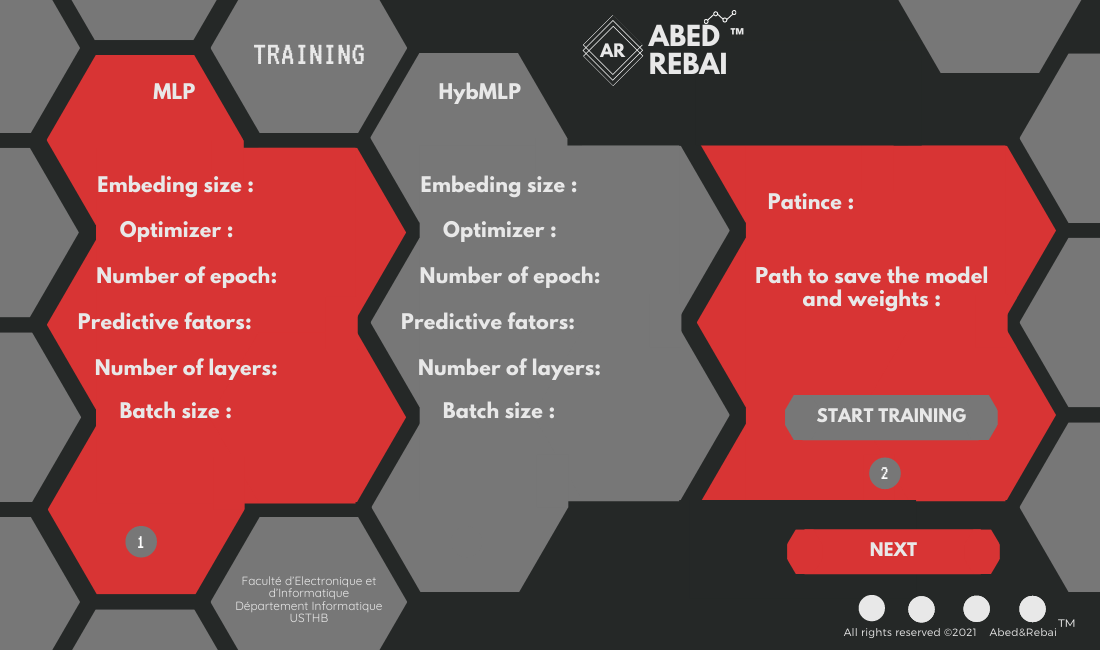 TRAINING
AR
ABED ™
REBAI
MLP
Embeding size :
Optimizer :
Number of epoch:
Predictive fators:
Number of layers:
Batch size :
1
HybMLP
Embeding size :
Optimizer :
Number of epoch:
Predictive fators:
Number of layers:
Batch size :
Patince :
Path to save the model
and weights :
START TRAINING
2
NEXT
Faculté d'Electronique et
d'Informatique
Département Informatique
USTHB
All rights reserved ©2021 Abed&Rebai TM